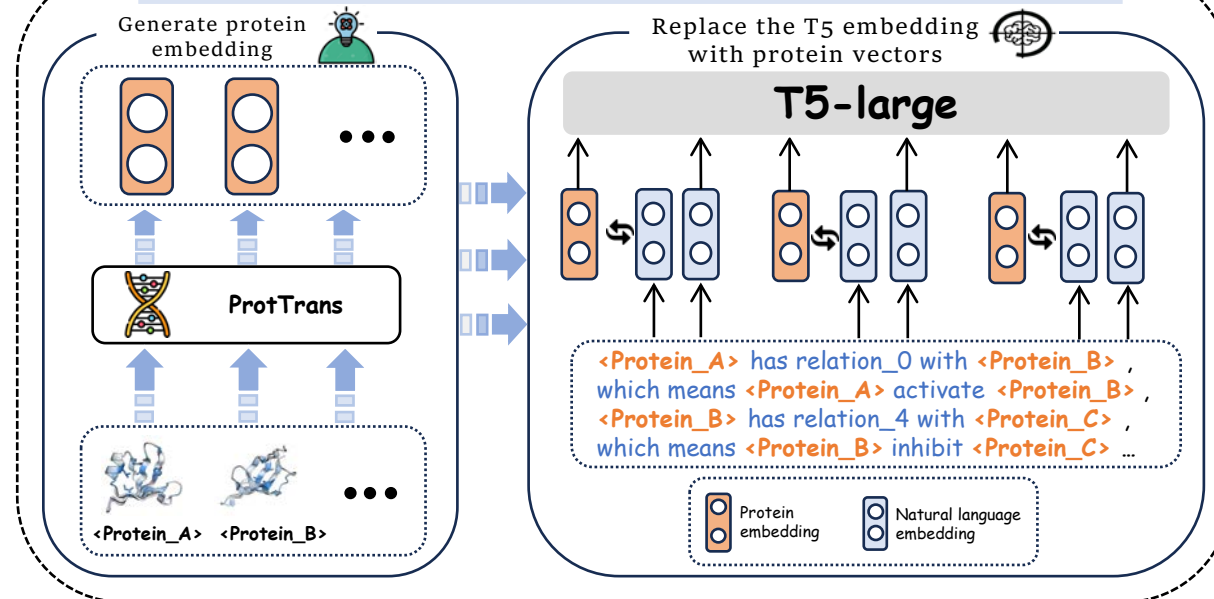 Generate protein
embedding
ProtTrans
<Protein_A> <Protein_B>
Replace the T5 embedding
with protein vectors
T5-large
<Protein_A> has relation_0 with <Protein_B> ,
which means <Protein_A> activate <Protein_B> ,
<Protein_B> has relation_4 with <Protein_C> ,
which means <Protein_B> inhibit <Protein_C> …
Protein
embedding
Natural language
embedding